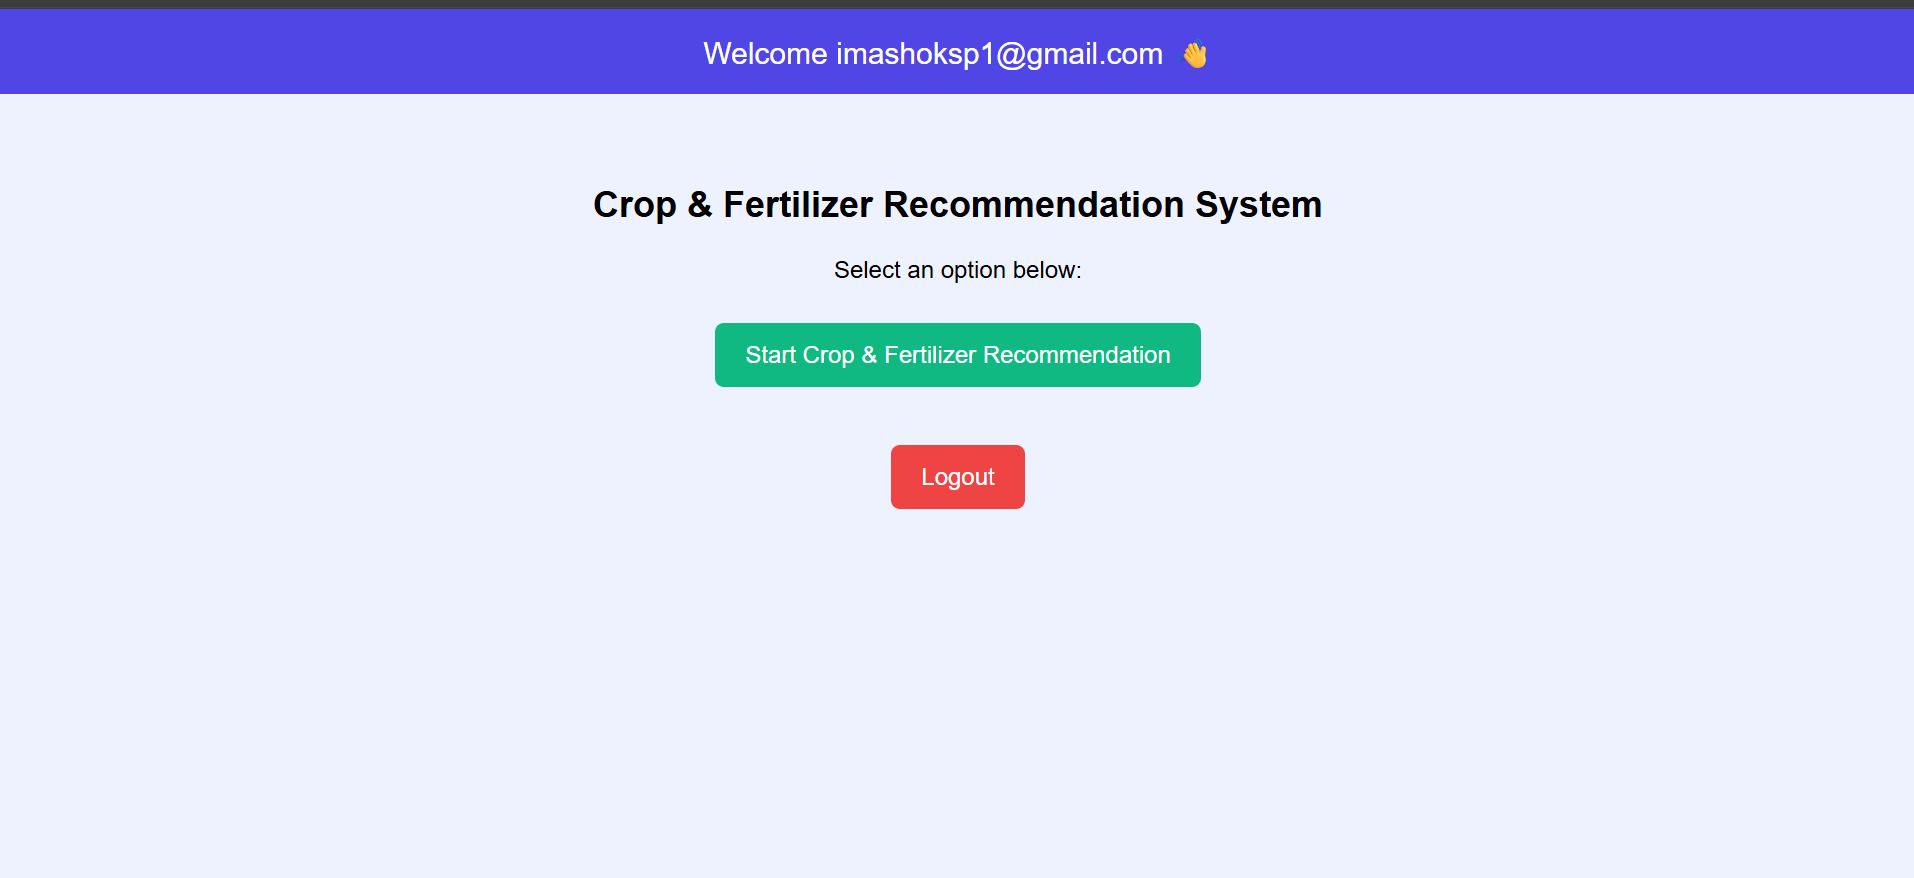 Welcome imashoksp1@gmail.com 👋
Crop & Fertilizer Recommendation System
Select an option below:
Start Crop & Fertilizer Recommendation
Logout